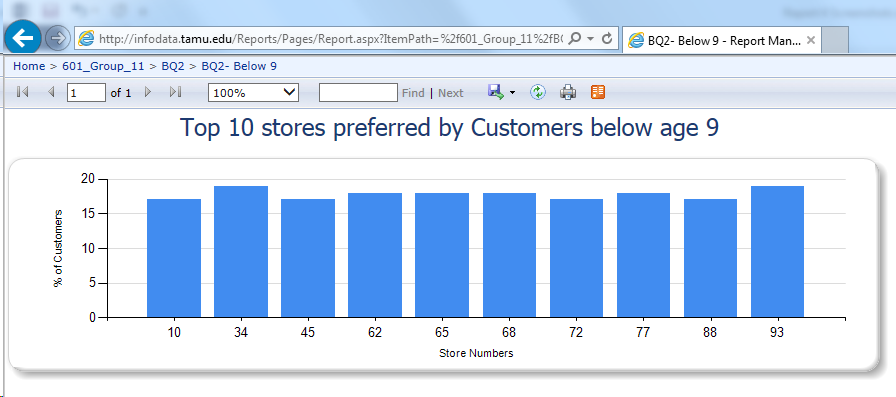 http://infodata.tamu.edu/Reports/Pages/Report.aspx?ItemPath=%2f601_Group_11%2fBC
BQ2- Below 9 - Report Man...
Home > 601_Group_11 > BQ2 > BQ2- Below 9
1 of 1 100% Find | Next
Top 10 stores preferred by Customers below age 9
20
15
10
5
0
% of Customers
10 34 45 62 65 68 72 77 88 93
Store Numbers